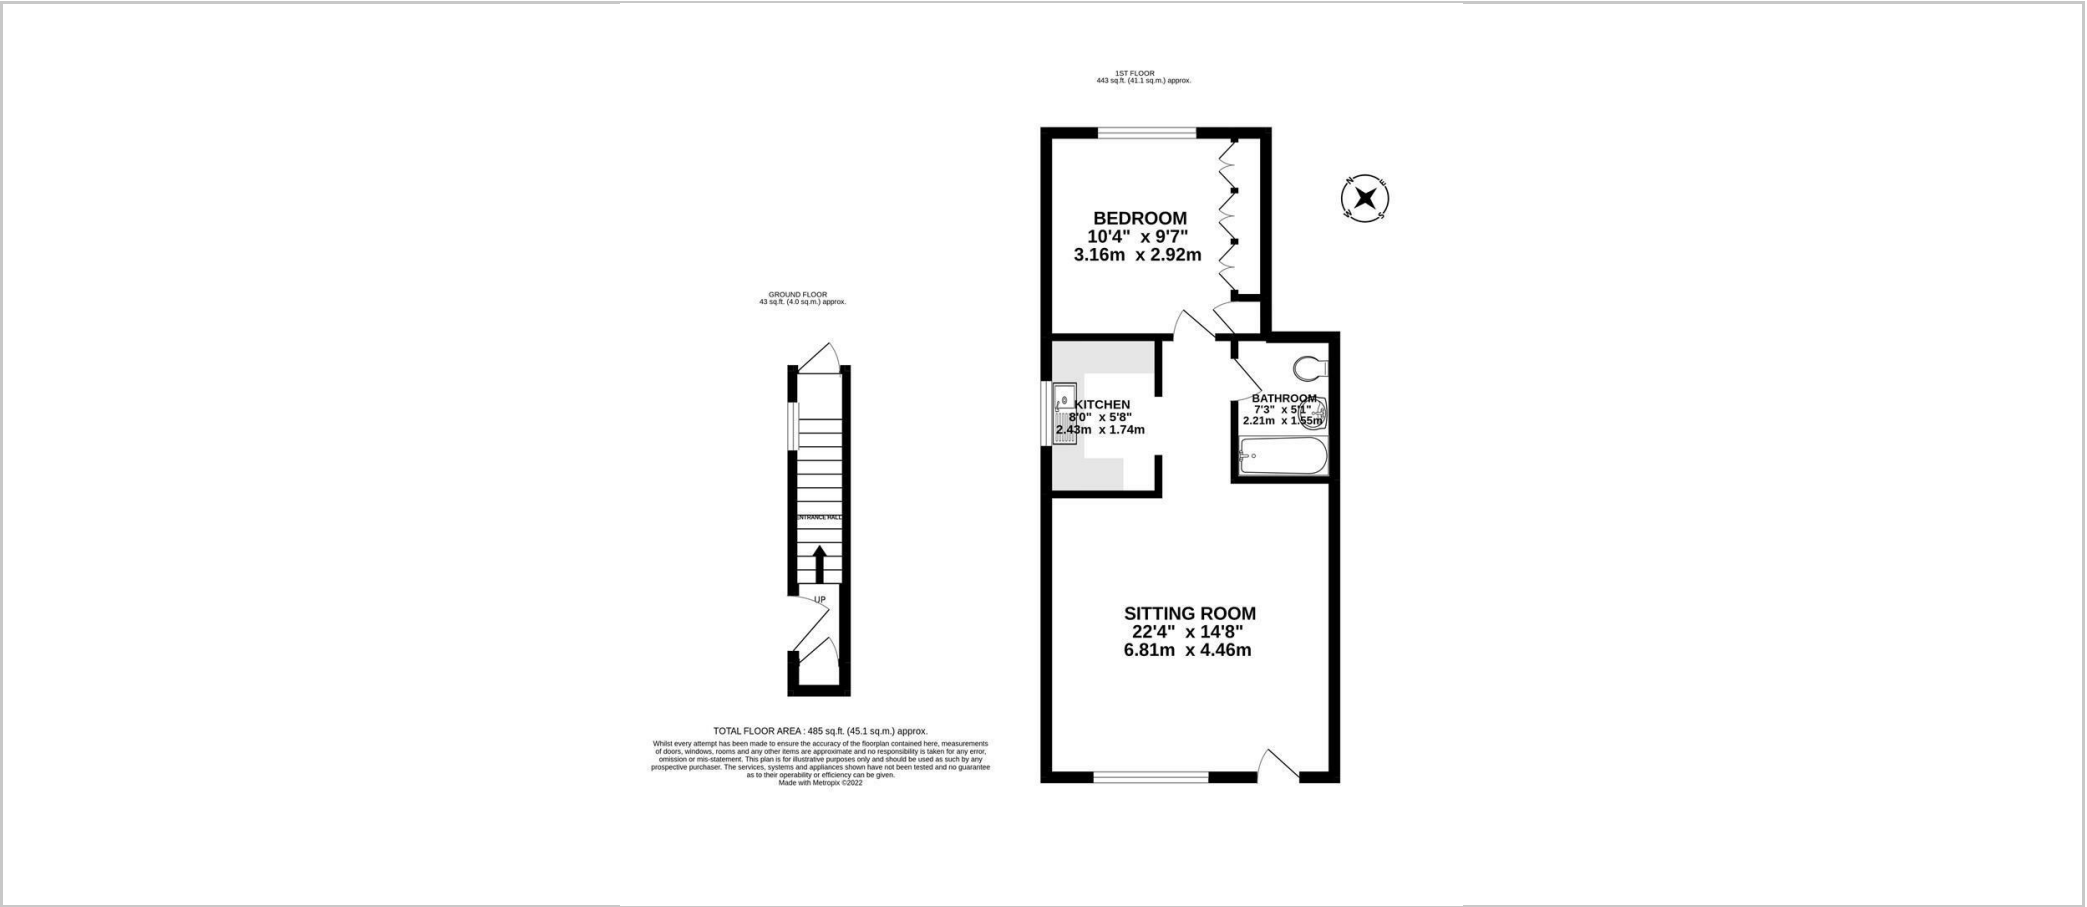 1ST FLOOR
443 sq.ft. (41.1 sq.m.) approx.
N
E
S
W
BEDROOM
10'4" x 9'7"
3.16m x 2.92m
GROUND FLOOR
43 sq.ft. (4.0 sq.m.) approx.
KITCHEN
8'0" x 5'8"
2.43m x 1.74m
BATHROOM
7'3" x 5'1"
2.21m x 1.55m
ENTRANCE HALL
UP
SITTING ROOM
22'4" x 14'8"
6.81m x 4.46m
TOTAL FLOOR AREA : 485 sq.ft. (45.1 sq.m.) approx.
Whilst every attempt has been made to ensure the accuracy of the floorplan contained here, measurements
of doors, windows, rooms and any other items are approximate and no responsibility is taken for any error,
omission or mis-statement. This plan is for illustrative purposes only and should be used as such by any
prospective purchaser. The services, systems and appliances shown have not been tested and no guarantee
as to their operability or efficiency can be given.
Made with Metropix ©2022